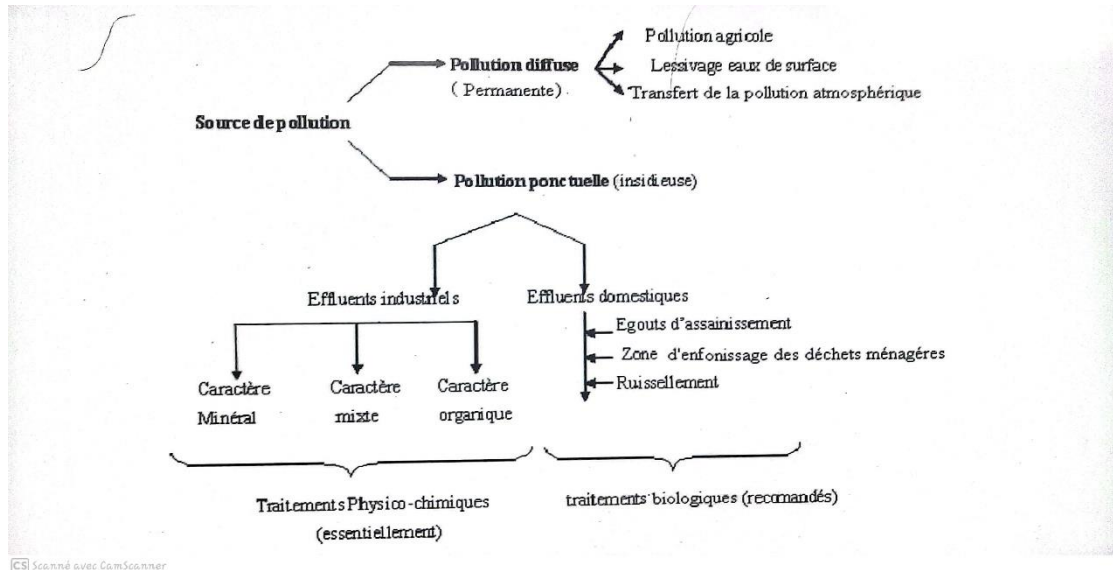 Pollution agricole
Pollution diffuse
Lessivage eaux de surface
( Permanente)
Transfert de la pollution atmosphérique
Source de pollution
Pollution ponctuelle (insidieuse)
Effluents industriels
Effluents domestiques
Egouts d'assainissement
Zone d'enfonissage des déchets ménagéres
Ruissellement
Caractère
Minéral
Caractère
mixte
Caractère
organique
Traitements Physico-chimiques
(essentiellement)
traitements biologiques (recomandés)
CS Scanné avec CamScanner